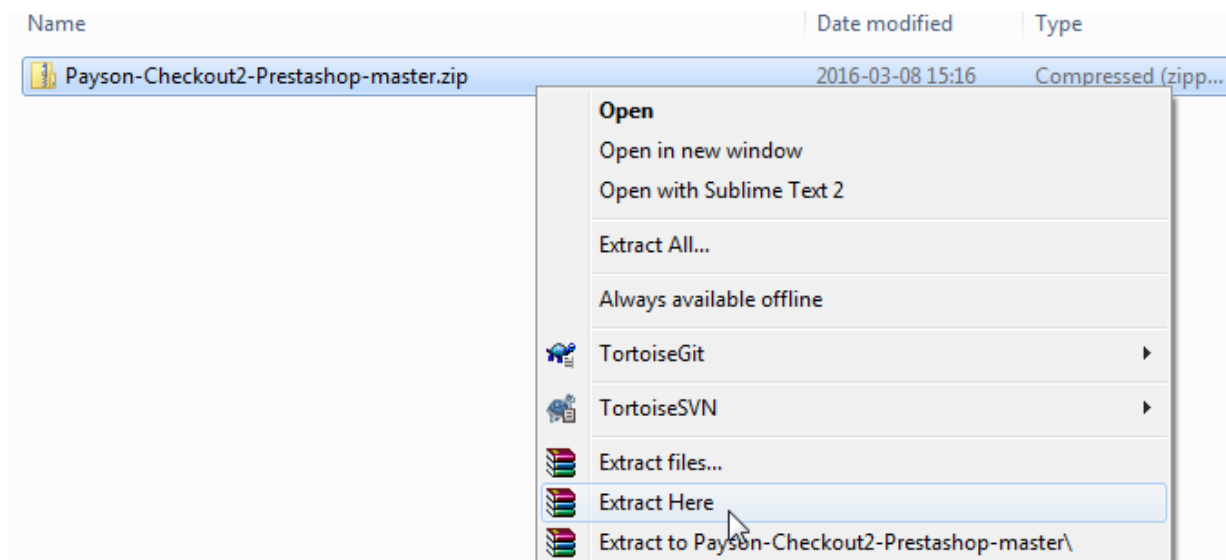 Name Date modified Type
Payson-Checkout2-Prestashop-master.zip 2016-03-08 15:16 Compressed (zipp...
Open
Open in new window
Open with Sublime Text 2
Extract All...
Always available offline
TortoiseGit
TortoiseSVN
Extract files...
Extract Here
Extract to Payson-Checkout2-Prestashop-master\